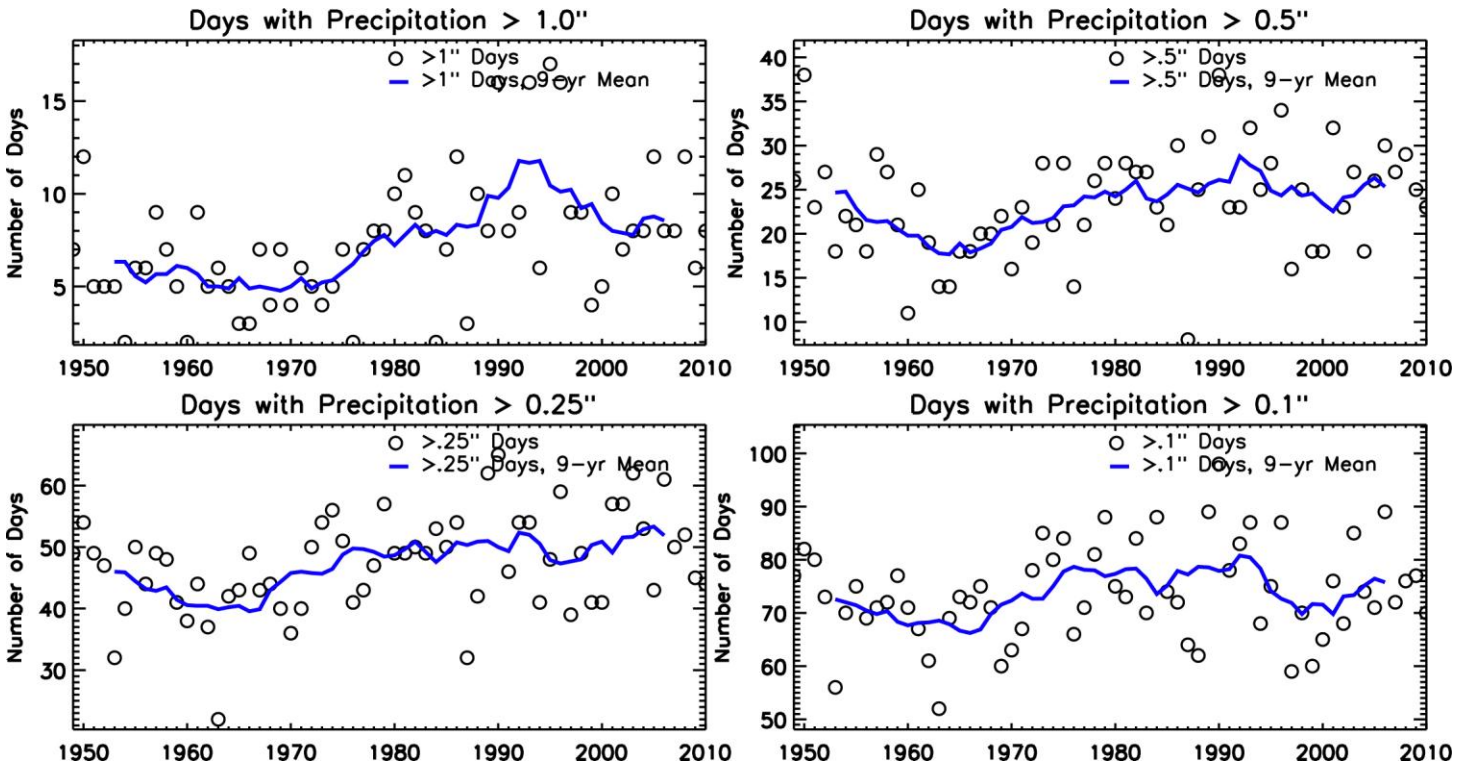 Days with Precipitation > 1.0"
>1" Days
>1" Days, 9-yr Mean
Number of Days
15
10
5
1950 1960 1970 1980 1990 2000 2010
Days with Precipitation > 0.5"
>.5" Days
>.5" Days, 9-yr Mean
Number of Days
40
35
30
25
20
15
10
1950 1960 1970 1980 1990 2000 2010
Days with Precipitation > 0.25"
>.25" Days
>.25" Days, 9-yr Mean
Number of Days
60
50
40
30
1950 1960 1970 1980 1990 2000 2010
Days with Precipitation > 0.1"
>.1" Days
>.1" Days, 9-yr Mean
Number of Days
100
90
80
70
60
50
1950 1960 1970 1980 1990 2000 2010